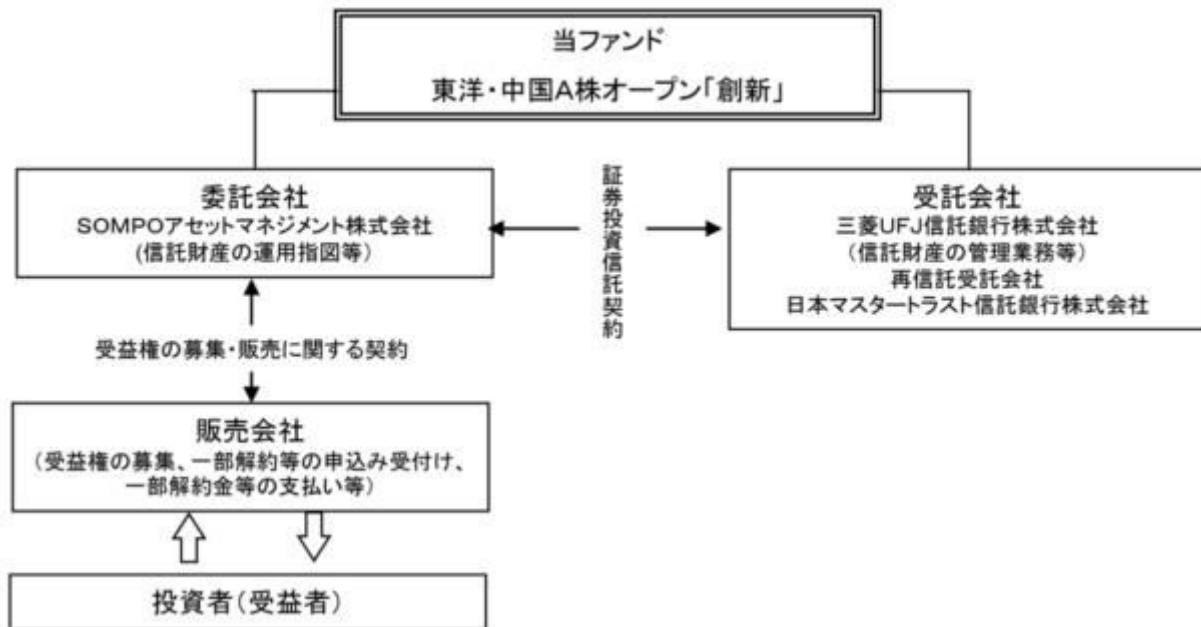 当ファンド
東洋・中国A株オープン「創新」
委託会社
SOMPOアセットマネジメント株式会社
(信託財産の運用指図等)
証券投資信託契約
受託会社
三菱UFJ信託銀行株式会社
(信託財産の管理業務等)
再信託受託会社
日本マスタートラスト信託銀行株式会社
受益権の募集・販売に関する契約
販売会社
(受益権の募集、一部解約等の申込み受付け、
一部解約金等の支払い等)
投資者(受益者)